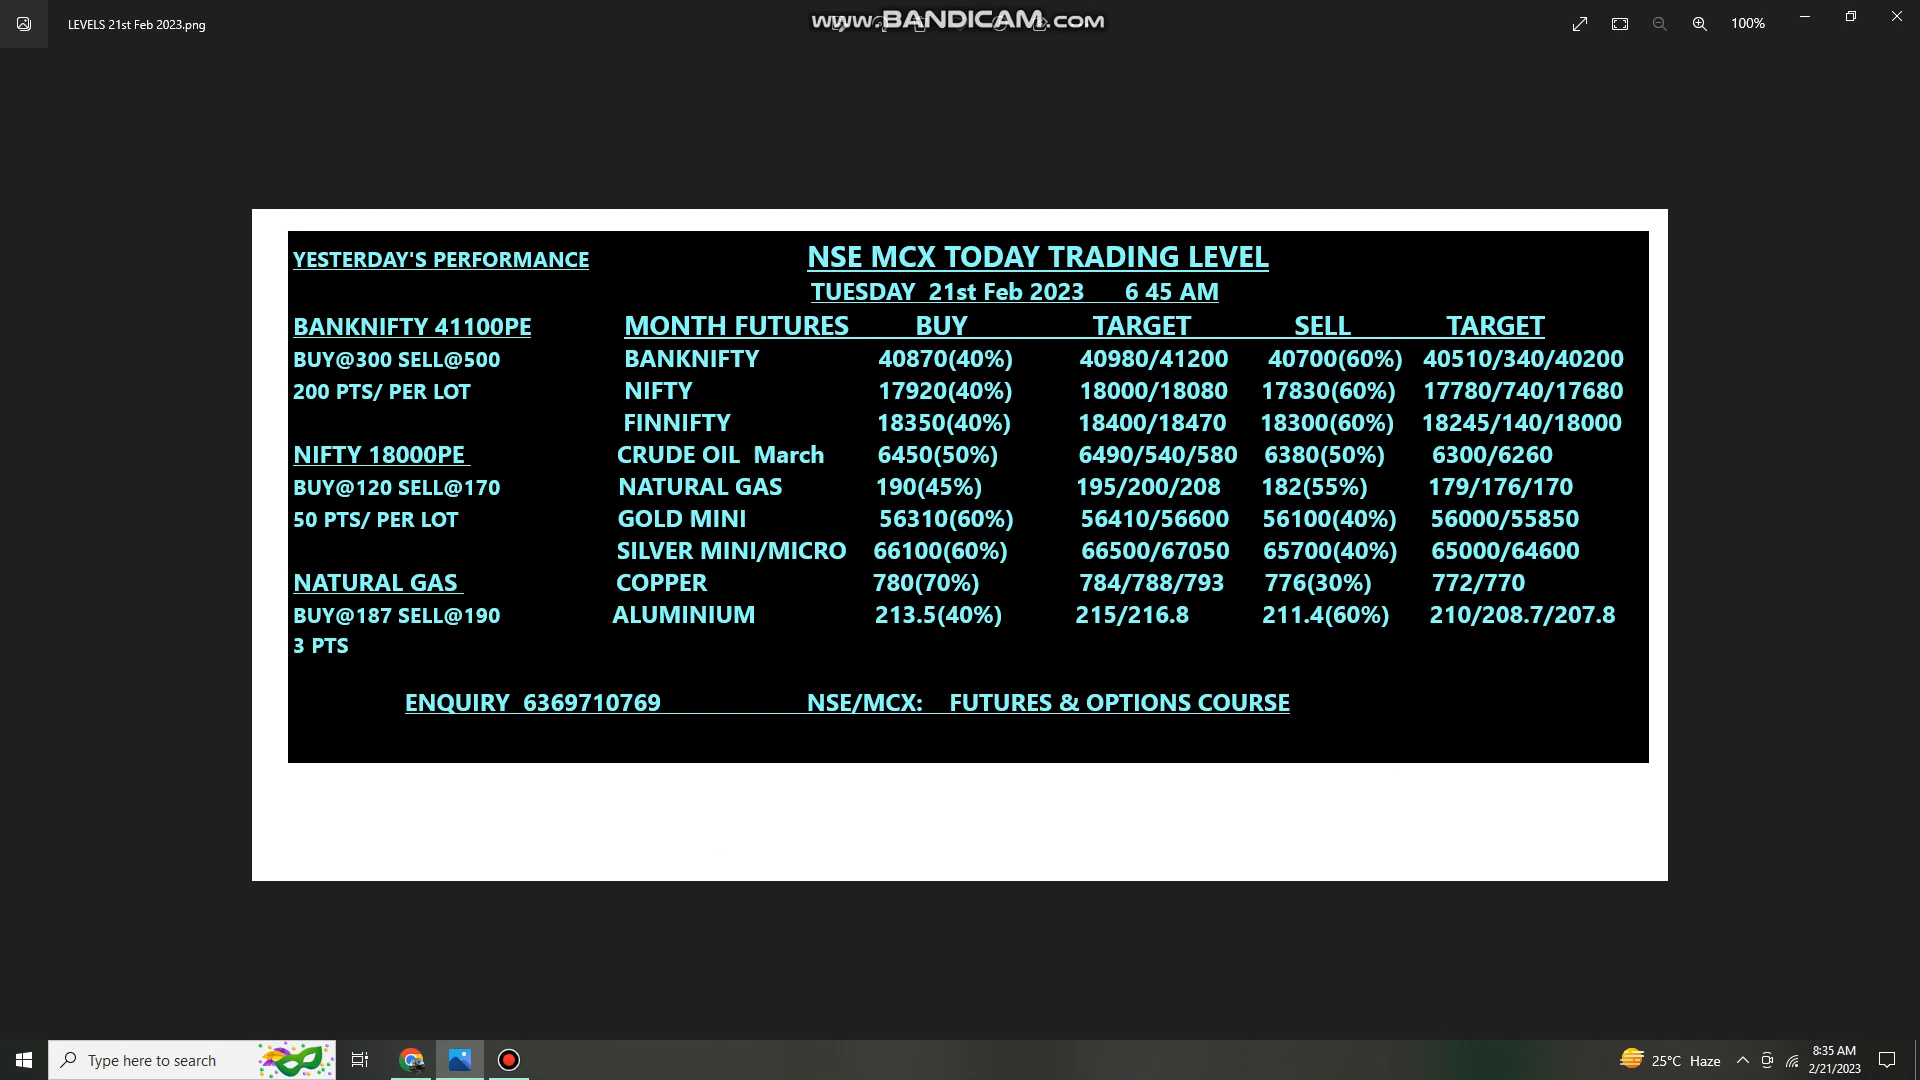 LEVELS 21st Feb 2023.png
www.BANDICAM.com
100%
YESTERDAY'S PERFORMANCE NSE MCX TODAY TRADING LEVEL
TUESDAY 21st Feb 2023 6 45 AM
BANKNIFTY 41100PE MONTH FUTURES BUY TARGET SELL TARGET
BUY@300 SELL@500 BANKNIFTY 40870(40%) 40980/41200 40700(60%) 40510/340/40200
200 PTS/ PER LOT NIFTY 17920(40%) 18000/18080 17830(60%) 17780/740/17680
FINNIFTY 18350(40%) 18400/18470 18300(60%) 18245/140/18000
NIFTY 18000PE CRUDE OIL March 6450(50%) 6490/540/580 6380(50%) 6300/6260
BUY@120 SELL@170 NATURAL GAS 190(45%) 195/200/208 182(55%) 179/176/170
50 PTS/ PER LOT GOLD MINI 56310(60%) 56410/56600 56100(40%) 56000/55850
SILVER MINI/MICRO 66100(60%) 66500/67050 65700(40%) 65000/64600
NATURAL GAS COPPER 780(70%) 784/788/793 776(30%) 772/770
BUY@187 SELL@190 ALUMINIUM 213.5(40%) 215/216.8 211.4(60%) 210/208.7/207.8
3 PTS
ENQUIRY 6369710769 NSE/MCX: FUTURES & OPTIONS COURSE
Type here to search
25°C Haze
8:35 AM
2/21/2023